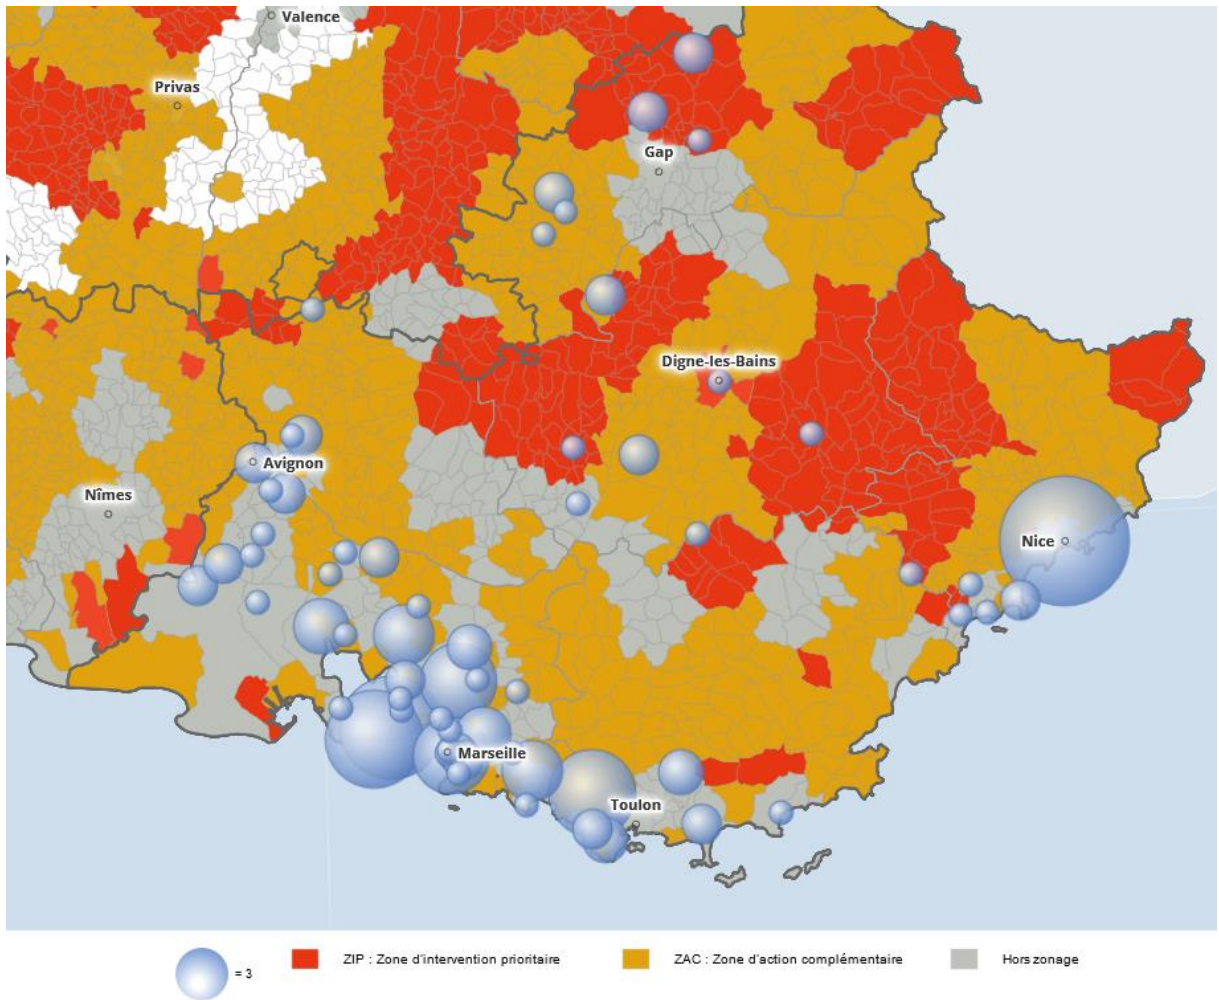 Valence
Privas
Gap
Digne-les-Bains
Avignon
Nîmes
Nice
Marseille
Toulon
= 3
ZIP : Zone d'intervention prioritaire
ZAC : Zone d'action complémentaire
Hors zonage